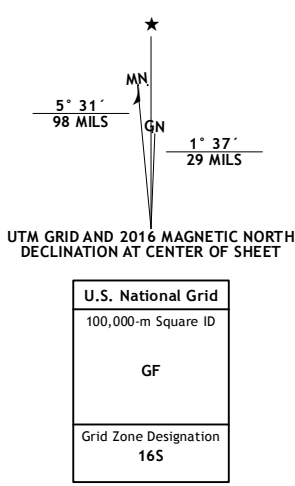 MN
GN
5° 31´
98 MILS
1° 37´
29 MILS
UTM GRID AND 2016 MAGNETIC NORTH
DECLINATION AT CENTER OF SHEET
U.S. National Grid
100,000-m Square ID
GF
Grid Zone Designation
16S